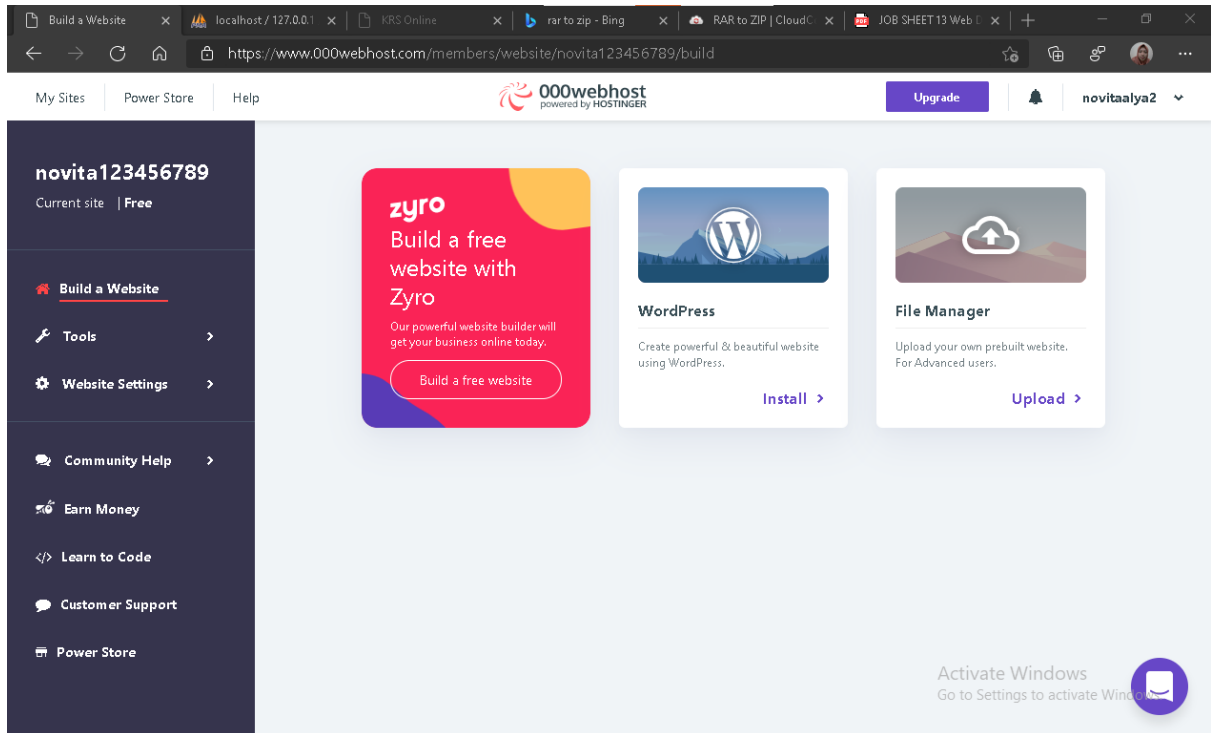 Build a Website
localhost / 127.0.0.1
KRS Online
rar to zip - Bing
RAR to ZIP | CloudC
JOB SHEET 13 Web D
https://www.000webhost.com/members/website/novita123456789/build
My Sites
Power Store
Help
000webhost
powered by HOSTINGER
Upgrade
novitaalya2
novita123456789
Current site | Free
Build a Website
Tools
Website Settings
Community Help
Earn Money
Learn to Code
Customer Support
Power Store
zyro
Build a free
website with
Zyro
Our powerful website builder will
get your business online today.
Build a free website
WordPress
Create powerful & beautiful website
using WordPress.
Install
File Manager
Upload your own prebuilt website.
For Advanced users.
Upload
Activate Windows
Go to Settings to activate Windows.